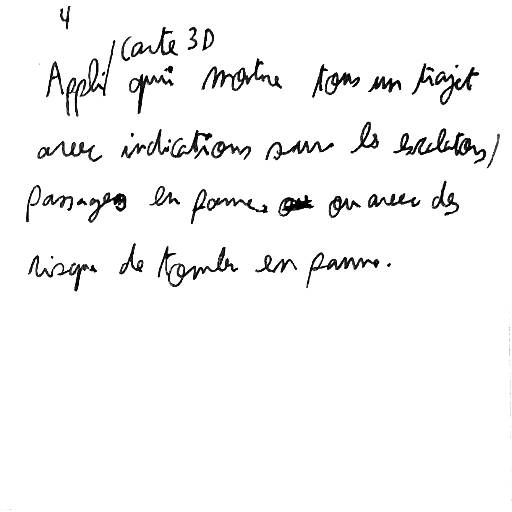 4
Appli/Carte 3D
qui montre tous un trajet
avec indications sur les escalators/
passages en panne ou avec des
risque de tomber en panne.